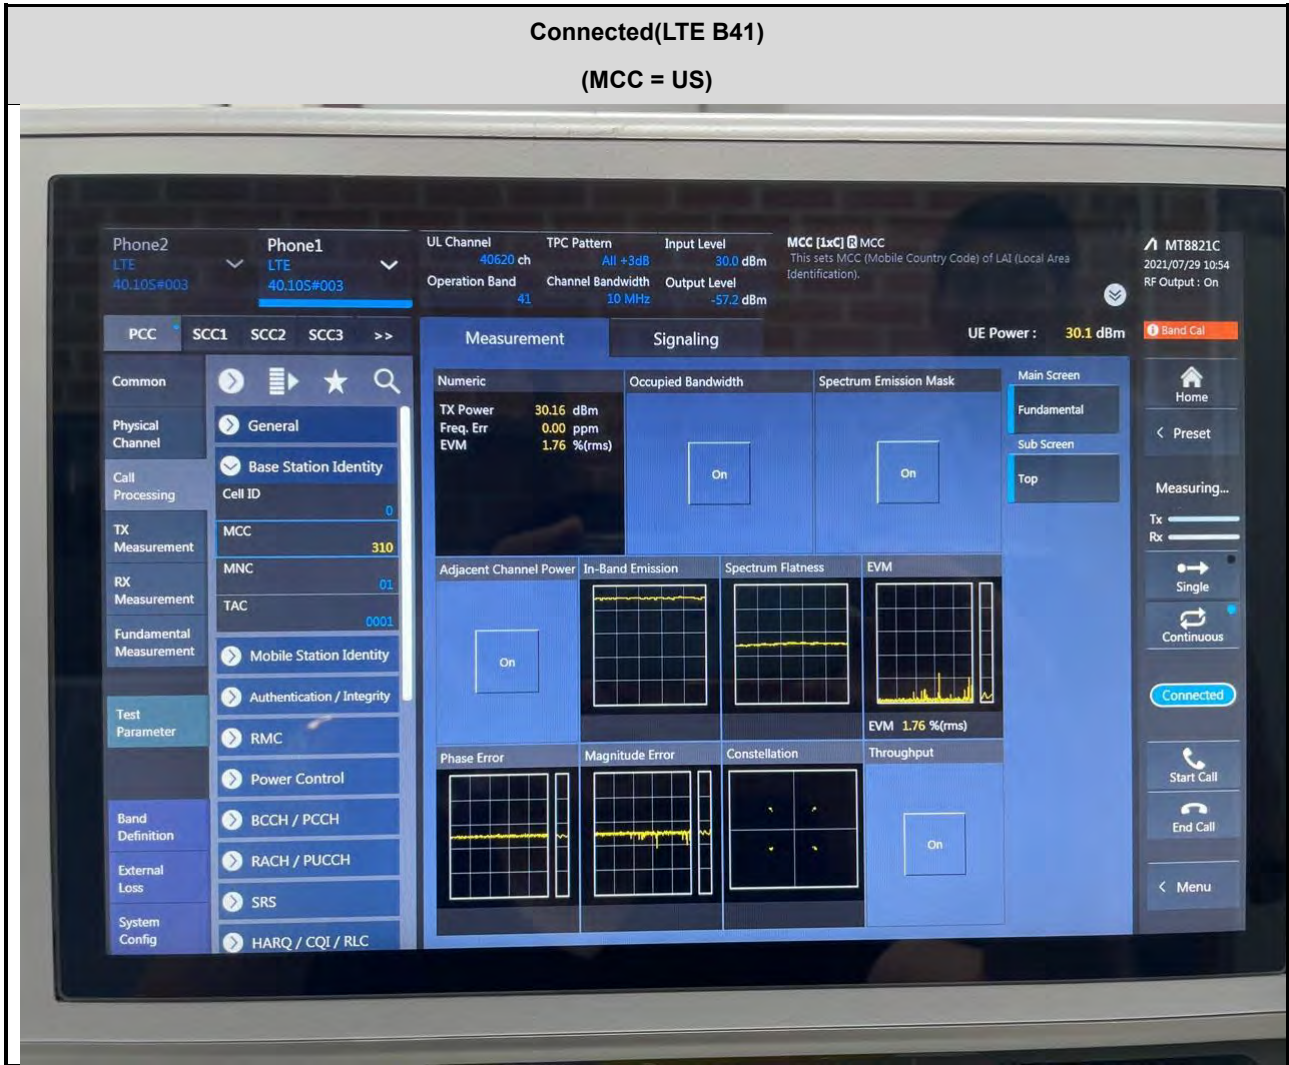 Connected(LTE B41)
(MCC = US)
Phone2
LTE
40.10S#003
Phone1
LTE
40.10S#003
UL Channel
40620 ch
Operation Band
41
TPC Pattern
All +3dB
Channel Bandwidth
10 MHz
Input Level
30.0 dBm
Output Level
-57.2 dBm
MCC [1xC] R MCC
This sets MCC (Mobile Country Code) of LAI (Local Area
Identification).
MT8821C
2021/07/29 10:54
RF Output : On
PCC SCC1 SCC2 SCC3 >>
Measurement
Signaling
UE Power : 30.1 dBm
Band Cal
Common
Physical
Channel
Call
Processing
TX
Measurement
RX
Measurement
Fundamental
Measurement
Test
Parameter
Band
Definition
External
Loss
System
Config
General
Base Station Identity
Cell ID
0
MCC
310
MNC
01
TAC
0001
Mobile Station Identity
Authentication / Integrity
RMC
Power Control
BCCH / PCCH
RACH / PUCCH
SRS
HARQ / CQI / RLC
Numeric
TX Power 30.16 dBm
Freq. Err 0.00 ppm
EVM 1.76 %(rms)
Occupied Bandwidth
On
Spectrum Emission Mask
On
Main Screen
Fundamental
Sub Screen
Top
Adjacent Channel Power
On
In-Band Emission
Spectrum Flatness
EVM
EVM 1.76 %(rms)
Phase Error
Magnitude Error
Constellation
Throughput
On
Home
< Preset
Measuring...
Tx
Rx
Single
Continuous
Connected
Start Call
End Call
< Menu